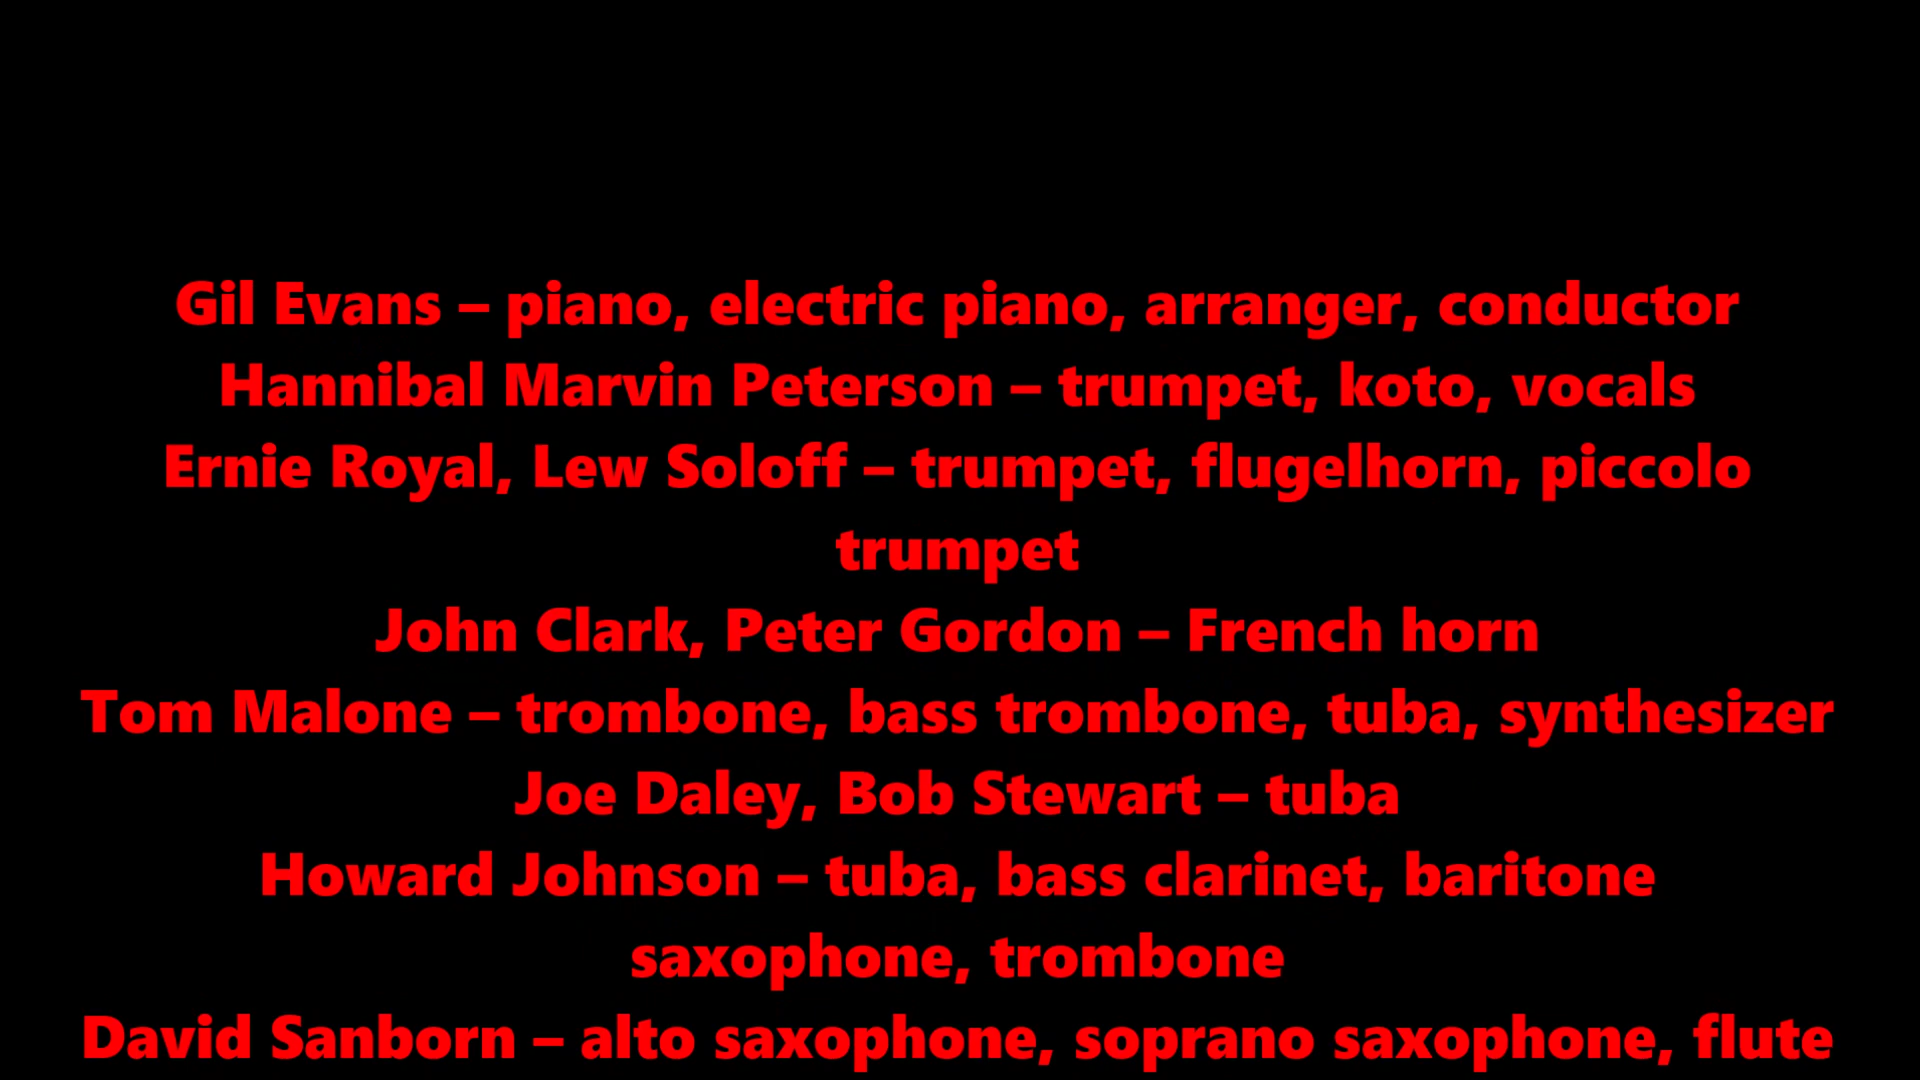 Gil Evans – piano, electric piano, arranger, conductor
Hannibal Marvin Peterson – trumpet, koto, vocals
Ernie Royal, Lew Soloff – trumpet, flugelhorn, piccolo
trumpet
John Clark, Peter Gordon – French horn
Tom Malone – trombone, bass trombone, tuba, synthesizer
Joe Daley, Bob Stewart – tuba
Howard Johnson – tuba, bass clarinet, baritone
saxophone, trombone
David Sanborn – alto saxophone, soprano saxophone, flute